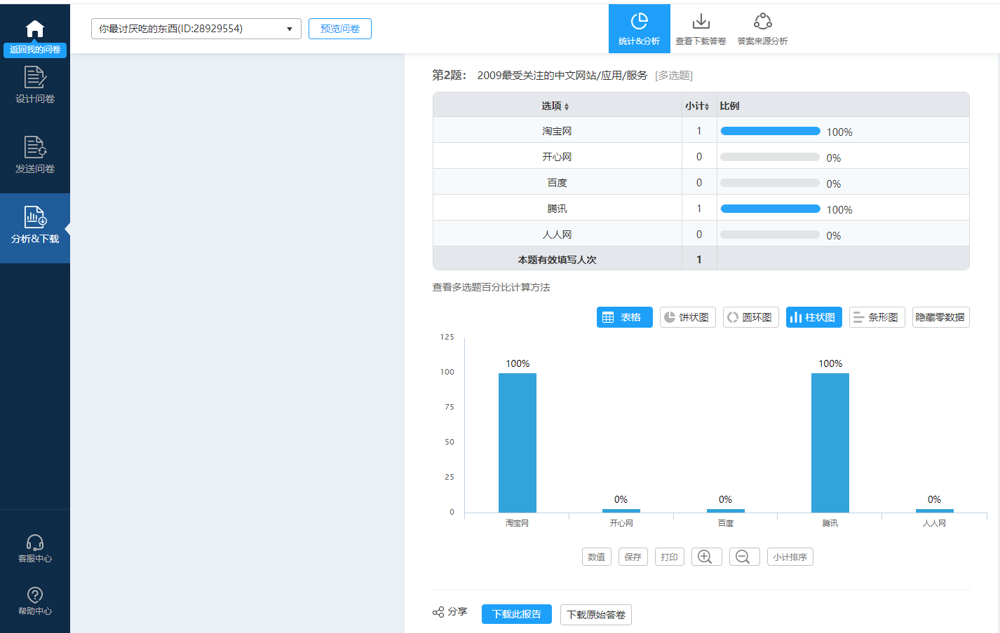 你最讨厌吃的东西(ID:28929554)
预览问卷
统计&分析
查看下载答卷
答案来源分析
返回我的问卷
设计问卷
发送问卷
分析&下载
客服中心
帮助中心
第2题： 2009最受关注的中文网站/应用/服务 [多选题]
选项 小计 比例
淘宝网 1 100%
开心网 0 0%
百度 0 0%
腾讯 1 100%
人人网 0 0%
本题有效填写人次 1
查看多选题百分比计算方法
表格 饼状图 圆环图 柱状图 条形图 隐藏零数据
125
100
75
50
25
0
100% 0% 0% 100% 0%
淘宝网 开心网 百度 腾讯 人人网
数值 保存 打印 小计排序
分享 下载此报告 下载原始答卷